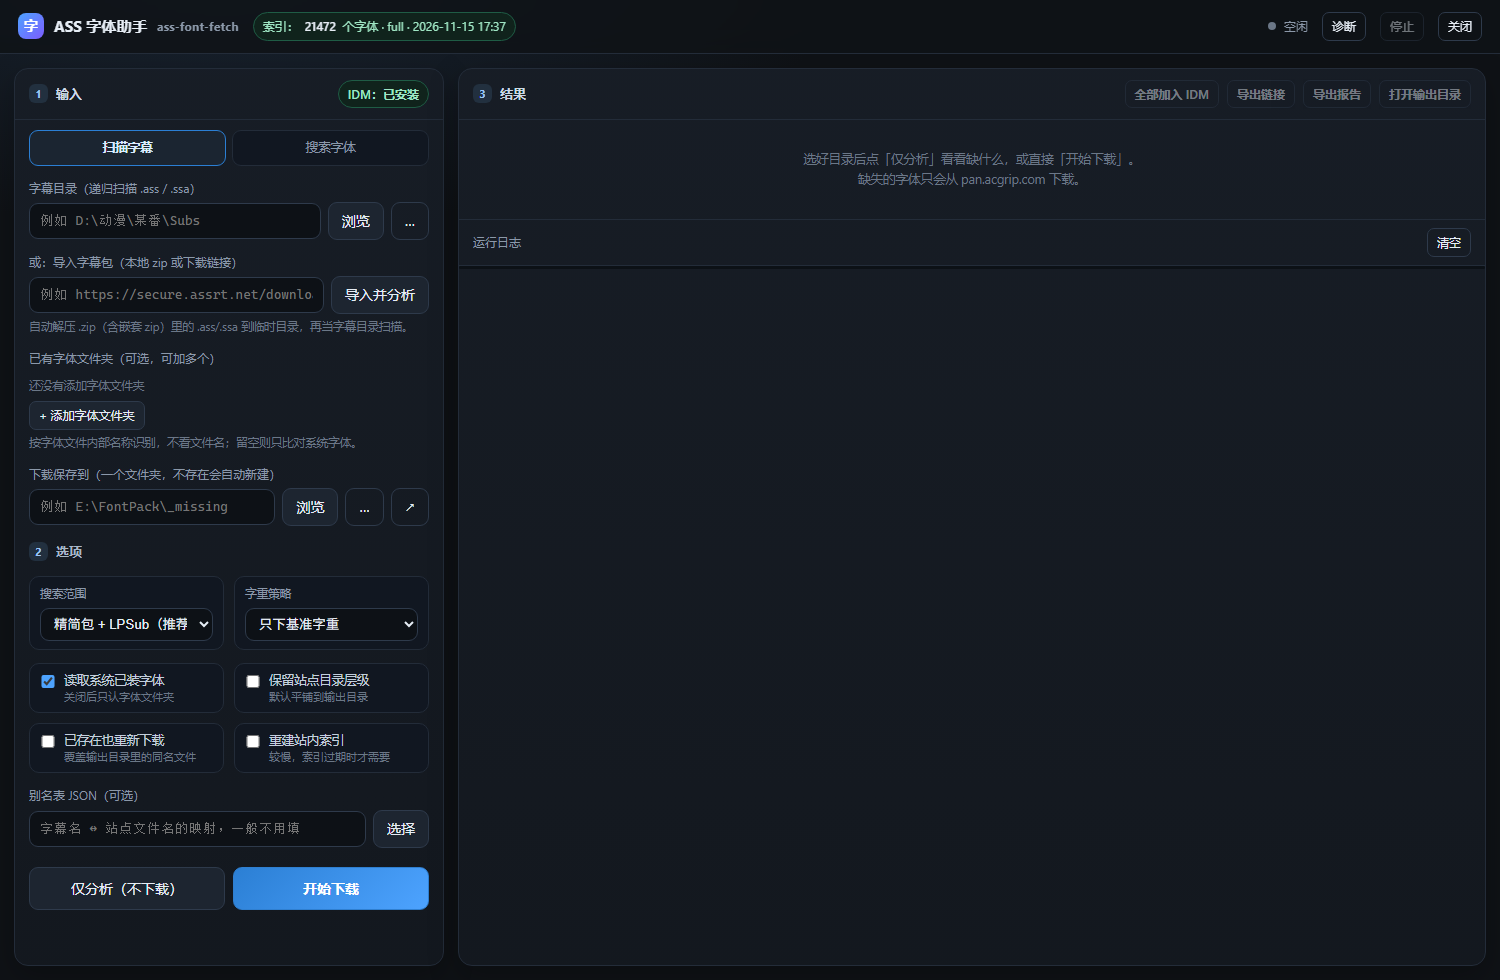 字 ASS 字体助手 ass-font-fetch 索引： 21472 个字体 · full · 2026-11-15 17:37 空闲 诊断 停止 关闭
1 输入 IDM：已安装
扫描字幕 搜索字体
字幕目录（递归扫描 .ass / .ssa）
例如 D:\动漫\某番\Subs 浏览 ...
或：导入字幕包（本地 zip 或下载链接）
例如 https://secure.assrt.net/downlo 导入并分析
自动解压 .zip（含嵌套 zip）里的 .ass/.ssa 到临时目录，再当字幕目录扫描。
已有字体文件夹（可选，可加多个）
还没有添加字体文件夹
+ 添加字体文件夹
按字体文件内部名称识别，不看文件名；留空则只比对系统字体。
下载保存到（一个文件夹，不存在会自动新建）
例如 E:\FontPack\_missing 浏览 ... ↗
2 选项
搜索范围 字重策略
精简包 + LPSub（推荐 只下基准字重
读取系统已装字体 保留站点目录层级
关闭后只认字体文件夹 默认平铺到输出目录
已存在也重新下载 重建站内索引
覆盖输出目录里的同名文件 较慢，索引过期时才需要
别名表 JSON（可选）
字幕名 ↔ 站点文件名的映射，一般不用填 选择
仅分析（不下载） 开始下载
3 结果 全部加入 IDM 导出链接 导出报告 打开输出目录
选好目录后点「仅分析」看看缺什么，或直接「开始下载」。
缺失的字体只会从 pan.acgrip.com 下载。
运行日志 清空